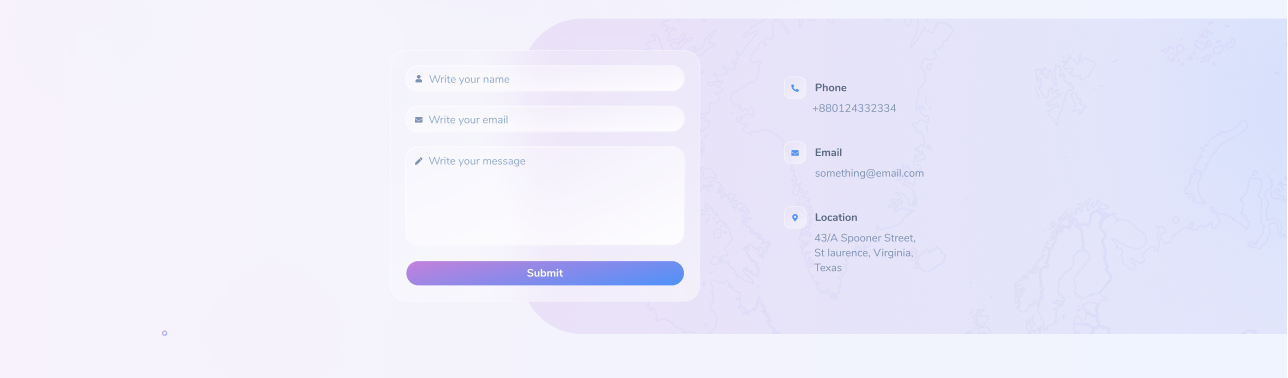 Write your name
Write your email
Write your message
Submit
Phone
+880124332334
Email
something@email.com
Location
43/A Spooner Street,
St laurence, Virginia,
Texas